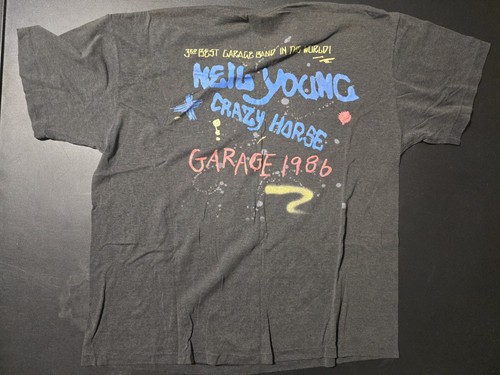 3RD BEST GARAGE BAND IN THE WORLD!
NEIL YOUNG
CRAZY HORSE
GARAGE 1986